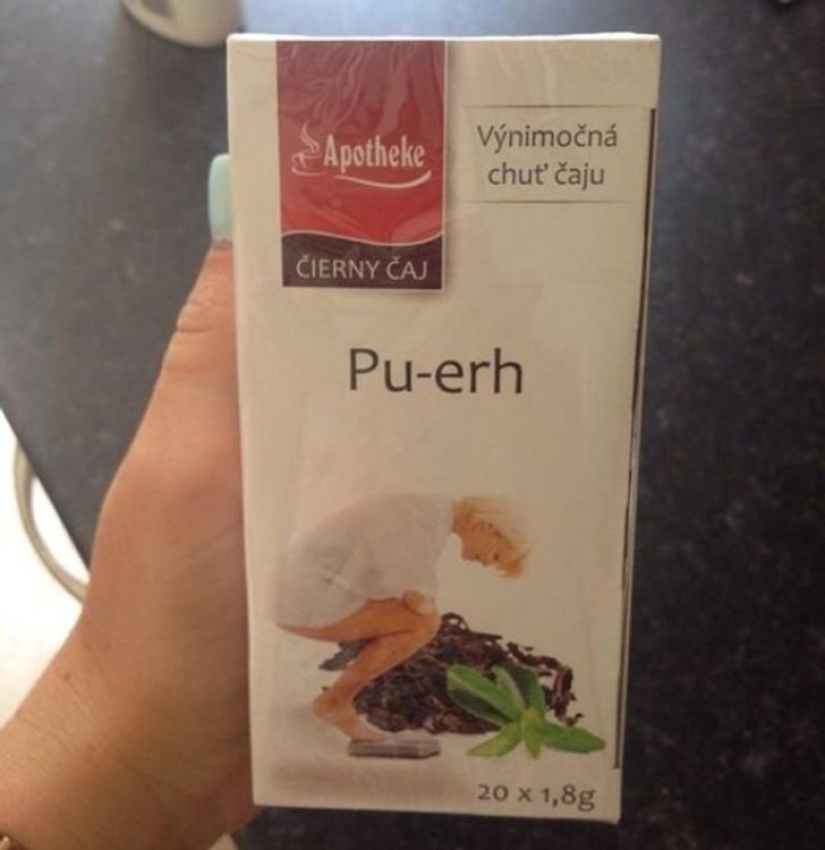 Apotheke
ČIERNY ČAJ
Výnimočná
chuť čaju
Pu-erh
20 x 1,8g